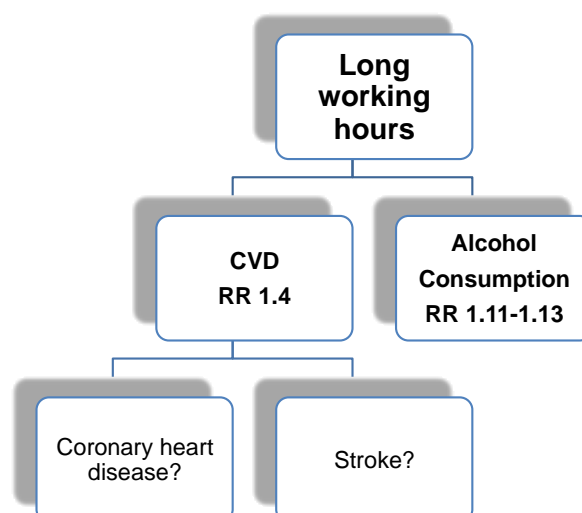 Long
working
hours
CVD
RR 1.4
Alcohol
Consumption
RR 1.11-1.13
Coronary heart
disease?
Stroke?